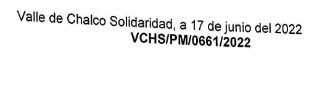 Valle de Chalco Solidaridad, a 17 de junio del 2022
VCHS/PM/0661/2022